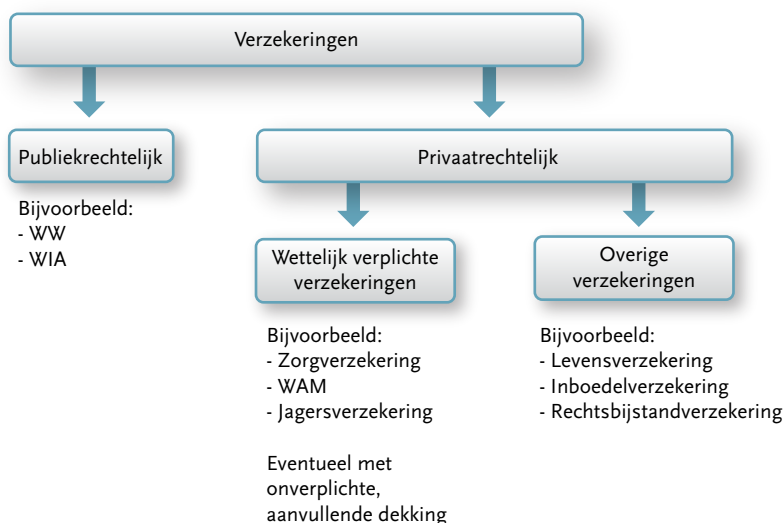 Verzekeringen
Publiekrechtelijk
Privaatrechtelijk
Bijvoorbeeld:
- WW
- WIA
Wettelijk verplichte
verzekeringen
Overige
verzekeringen
Bijvoorbeeld:
- Zorgverzekering
- WAM
- Jagersverzekering
Eventueel met
onverplichte,
aanvullende dekking
Bijvoorbeeld:
- Levensverzekering
- Inboedelverzekering
- Rechtsbijstandverzekering